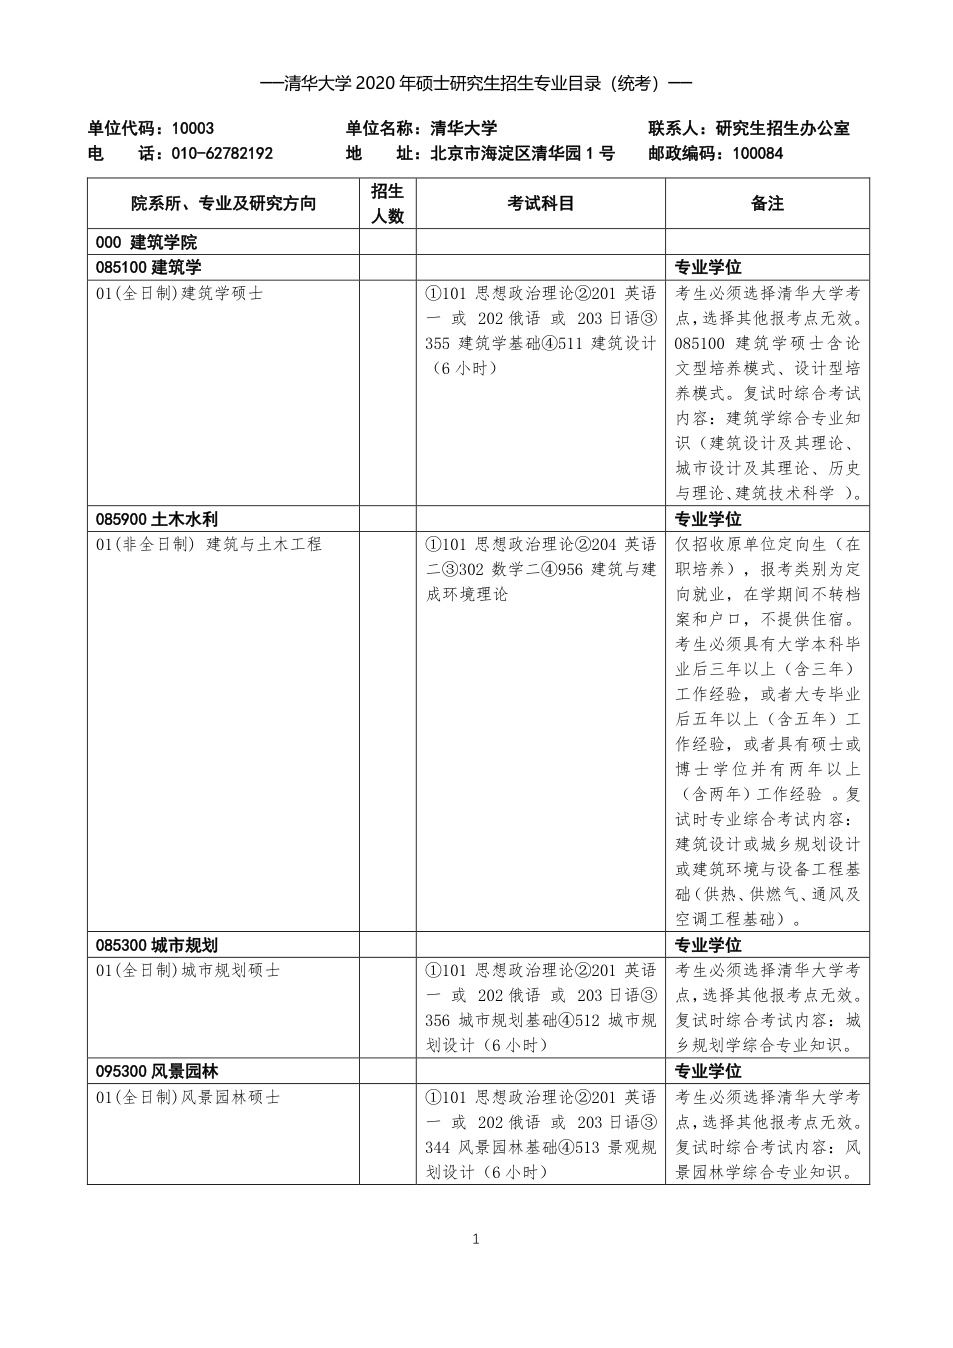 ——清华大学 2020 年硕士研究生招生专业目录（统考）——
单位代码：10003 单位名称：清华大学 联系人：研究生招生办公室
电 话：010-62782192 地 址：北京市海淀区清华园 1 号 邮政编码：100084
院系所、专业及研究方向 招生人数 考试科目 备注
000 建筑学院
085100 建筑学 专业学位
01(全日制)建筑学硕士
①101 思想政治理论②201 英语
一 或 202 俄语 或 203 日语③
355 建筑学基础④511 建筑设计
（6 小时）
考生必须选择清华大学考
点，选择其他报考点无效。
085100 建筑学硕士含论
文型培养模式、设计型培
养模式。复试时综合考试
内容：建筑学综合专业知
识（建筑设计及其理论、
城市设计及其理论、历史
与理论、建筑技术科学 ）。
085900 土木水利 专业学位
01(非全日制) 建筑与土木工程
①101 思想政治理论②204 英语
二③302 数学二④956 建筑与建
成环境理论
仅招收原单位定向生（在
职培养），报考类别为定
向就业，在学期间不转档
案和户口，不提供住宿。
考生必须具有大学本科毕
业后三年以上（含三年）
工作经验，或者大专毕业
后五年以上（含五年）工
作经验，或者具有硕士或
博士学位并有两年以上
（含两年）工作经验 。复
试时专业综合考试内容：
建筑设计或城乡规划设计
或建筑环境与设备工程基
础（供热、供燃气、通风及
空调工程基础）。
085300 城市规划 专业学位
01(全日制)城市规划硕士
①101 思想政治理论②201 英语
一 或 202 俄语 或 203 日语③
356 城市规划基础④512 城市规
划设计（6 小时）
考生必须选择清华大学考
点，选择其他报考点无效。
复试时综合考试内容：城
乡规划学综合专业知识。
095300 风景园林 专业学位
01(全日制)风景园林硕士
①101 思想政治理论②201 英语
一 或 202 俄语 或 203 日语③
344 风景园林基础④513 景观规
划设计（6 小时）
考生必须选择清华大学考
点，选择其他报考点无效。
复试时综合考试内容：风
景园林学综合专业知识。
1